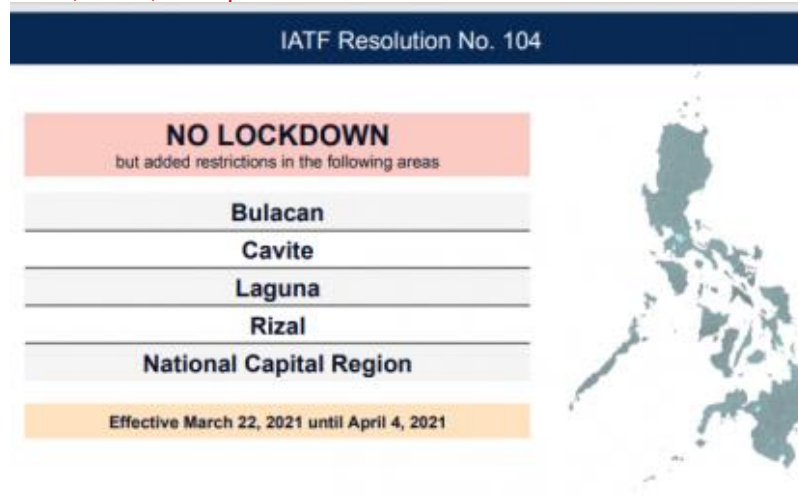 IATF Resolution No. 104
NO LOCKDOWN
but added restrictions in the following areas
Bulacan
Cavite
Laguna
Rizal
National Capital Region
Effective March 22, 2021 until April 4, 2021